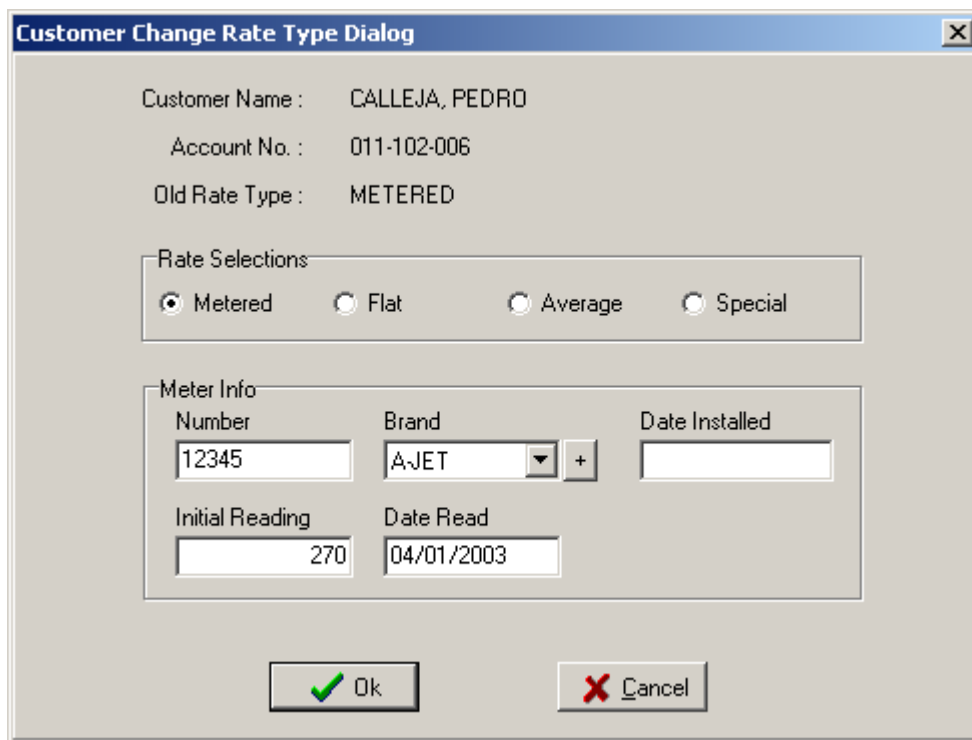 Customer Change Rate Type Dialog
Customer Name : CALLEJA, PEDRO
Account No. : 011-102-006
Old Rate Type : METERED
Rate Selections
Metered Flat Average Special
Meter Info
Number Brand Date Installed
12345 A-JET +
Initial Reading Date Read
270 04/01/2003
Ok Cancel